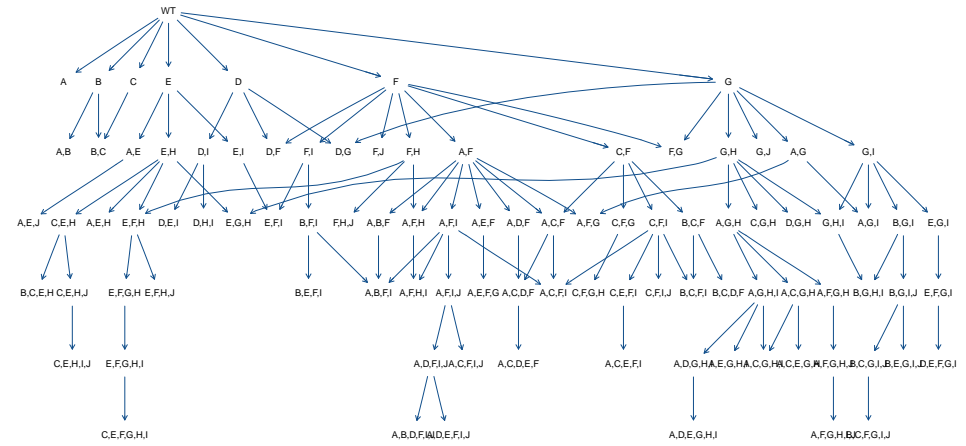 WT
A B C E D F G
A,B B,C A,E E,H D,I E,I D,F F,I D,G F,J F,H A,F C,F F,G G,H G,J A,G G,I
A,E,J C,E,H A,E,H E,F,H D,E,I D,H,I E,G,H E,F,I B,F,I F,H,J A,B,F A,F,H A,F,I A,E,F A,D,F A,C,F A,F,G C,F,G C,F,I B,C,F A,G,H C,G,H D,G,H G,H,I A,G,I B,G,I E,G,I
B,C,E,H C,E,H,J E,F,G,H E,F,H,J B,E,F,I A,B,F,I A,F,H,I A,F,I,J A,E,F,G A,C,D,F A,C,F,I C,F,G,H C,E,F,I C,F,I,J B,C,F,I B,C,D,F A,G,H,I A,C,G,H A,F,G,H B,G,H,I B,G,I,J E,F,G,I
C,E,H,I,J E,F,G,H,I A,D,F,I,J A,C,F,I,J A,C,D,E,F A,C,E,F,I A,D,G,H,I A,E,G,H,I A,C,G,H,I A,C,E,G,H A,F,G,H,J B,C,G,I,J B,E,G,I,J D,E,F,G,I
C,E,F,G,H,I A,B,D,F,I,J A,D,E,F,I,J A,D,E,G,H,I A,F,G,H,I,J B,C,F,G,I,J